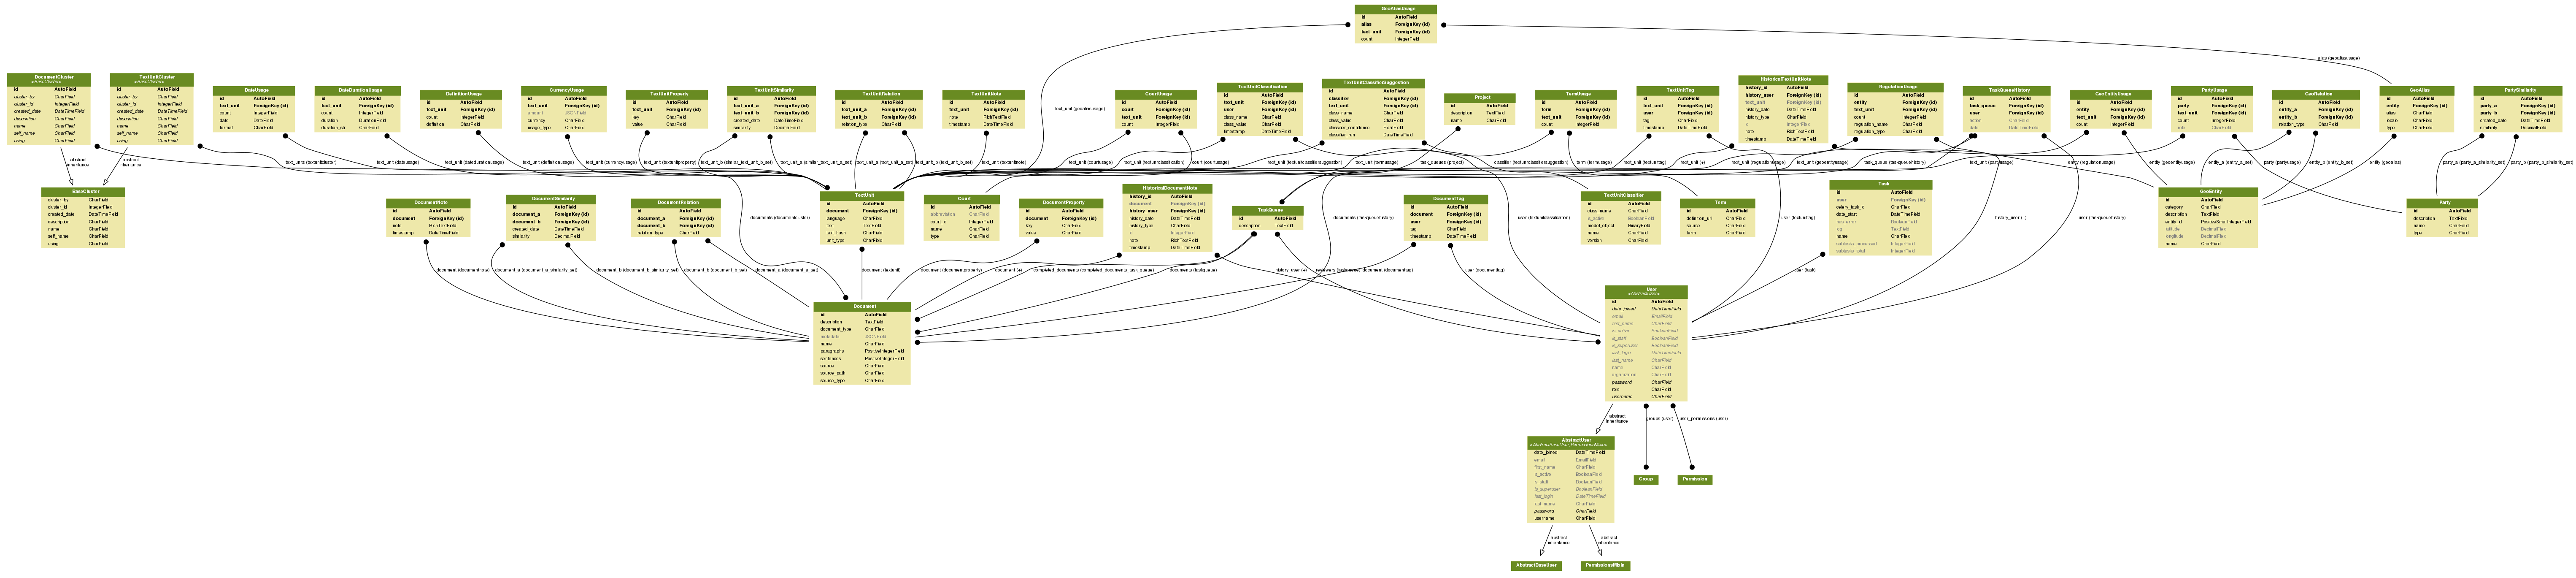 GeoAliasUsage
id AutoField
alias ForeignKey (id)
text_unit ForeignKey (id)
count IntegerField
alias (geoaliasusage)
text_unit (geoaliasusage)
DocumentCluster
«BaseCluster»
id AutoField
cluster_by CharField
cluster_id IntegerField
created_date DateTimeField
description CharField
name CharField
self_name CharField
using CharField
TextUnitCluster
«BaseCluster»
id AutoField
cluster_by CharField
cluster_id IntegerField
created_date DateTimeField
description CharField
name CharField
self_name CharField
using CharField
DateUsage
id AutoField
text_unit ForeignKey (id)
count IntegerField
date DateField
format CharField
DateDurationUsage
id AutoField
text_unit ForeignKey (id)
count IntegerField
duration DurationField
duration_str CharField
DefinitionUsage
id AutoField
text_unit ForeignKey (id)
count IntegerField
definition CharField
CurrencyUsage
id AutoField
text_unit ForeignKey (id)
amount JSONField
currency CharField
usage_type CharField
TextUnitProperty
id AutoField
text_unit ForeignKey (id)
key CharField
value CharField
TextUnitSimilarity
id AutoField
text_unit_a ForeignKey (id)
text_unit_b ForeignKey (id)
created_date DateTimeField
similarity DecimalField
TextUnitRelation
id AutoField
text_unit_a ForeignKey (id)
text_unit_b ForeignKey (id)
relation_type CharField
TextUnitNote
id AutoField
text_unit ForeignKey (id)
note RichTextField
timestamp DateTimeField
CourtUsage
id AutoField
court ForeignKey (id)
text_unit ForeignKey (id)
count IntegerField
TextUnitClassification
id AutoField
text_unit ForeignKey (id)
user ForeignKey (id)
class_name CharField
class_value CharField
timestamp DateTimeField
TextUnitClassifierSuggestion
id AutoField
classifier ForeignKey (id)
text_unit ForeignKey (id)
class_name CharField
class_value CharField
classifier_confidence FloatField
classifier_run DateTimeField
Project
id AutoField
description TextField
name CharField
TermUsage
id AutoField
term ForeignKey (id)
text_unit ForeignKey (id)
count IntegerField
TextUnitTag
id AutoField
text_unit ForeignKey (id)
user ForeignKey (id)
tag CharField
timestamp DateTimeField
HistoricalTextUnitNote
history_id AutoField
history_user ForeignKey (id)
text_unit ForeignKey (id)
history_date DateTimeField
history_type CharField
id IntegerField
note RichTextField
timestamp DateTimeField
RegulationUsage
id AutoField
entity ForeignKey (id)
text_unit ForeignKey (id)
count IntegerField
regulation_name CharField
regulation_type CharField
TaskQueueHistory
id AutoField
task_queue ForeignKey (id)
user ForeignKey (id)
action CharField
date DateTimeField
GeoEntityUsage
id AutoField
entity ForeignKey (id)
text_unit ForeignKey (id)
count IntegerField
PartyUsage
id AutoField
party ForeignKey (id)
text_unit ForeignKey (id)
count IntegerField
role CharField
GeoRelation
id AutoField
entity_a ForeignKey (id)
entity_b ForeignKey (id)
relation_type CharField
GeoAlias
id AutoField
entity ForeignKey (id)
alias CharField
locale CharField
type CharField
PartySimilarity
id AutoField
party_a ForeignKey (id)
party_b ForeignKey (id)
created_date DateTimeField
similarity DecimalField
abstract
inheritance
abstract
inheritance
text_units (textunitcluster)
text_unit (dateusage)
text_unit (datedurationusage)
text_unit (definitionusage)
text_unit (currencyusage)
text_unit (textunitproperty)
text_unit_b (similar_text_unit_b_set)
text_unit_a (similar_text_unit_a_set)
text_unit_a (text_unit_a_set)
text_unit_b (text_unit_b_set)
text_unit (textunitnote)
text_unit (courtusage)
text_unit (textunitclassification)
court (courtusage)
text_unit (textunitclassifiersuggestion)
text_unit (termusage)
task_queues (project)
classifier (textunitclassifiersuggestion)
term (termusage)
text_unit (textunittag)
text_unit (+)
text_unit (regulationusage)
text_unit (geoentityusage)
task_queue (taskqueuehistory)
text_unit (partyusage)
entity (regulationusage)
entity (geoentityusage)
entity_a (entity_a_set)
party (partyusage)
entity_b (entity_b_set)
entity (geoalias)
party_a (party_a_similarity_set)
party_b (party_b_similarity_set)
BaseCluster
cluster_by CharField
cluster_id IntegerField
created_date DateTimeField
description CharField
name CharField
self_name CharField
using CharField
DocumentNote
id AutoField
document ForeignKey (id)
note RichTextField
timestamp DateTimeField
DocumentSimilarity
id AutoField
document_a ForeignKey (id)
document_b ForeignKey (id)
created_date DateTimeField
similarity DecimalField
DocumentRelation
id AutoField
document_a ForeignKey (id)
document_b ForeignKey (id)
relation_type CharField
TextUnit
id AutoField
document ForeignKey (id)
language CharField
text TextField
text_hash CharField
unit_type CharField
Court
id AutoField
abbreviation CharField
court_id IntegerField
name CharField
type CharField
DocumentProperty
id AutoField
document ForeignKey (id)
key CharField
value CharField
HistoricalDocumentNote
history_id AutoField
document ForeignKey (id)
history_user ForeignKey (id)
history_date DateTimeField
history_type CharField
id IntegerField
note RichTextField
timestamp DateTimeField
TaskQueue
id AutoField
description TextField
DocumentTag
id AutoField
document ForeignKey (id)
user ForeignKey (id)
tag CharField
timestamp DateTimeField
TextUnitClassifier
id AutoField
class_name CharField
is_active BooleanField
model_object BinaryField
name CharField
version CharField
Term
id AutoField
definition_url CharField
source CharField
term CharField
Task
id AutoField
user ForeignKey (id)
celery_task_id CharField
date_start DateTimeField
has_error BooleanField
log TextField
name CharField
subtasks_processed IntegerField
subtasks_total IntegerField
GeoEntity
id AutoField
category CharField
description TextField
entity_id PositiveSmallIntegerField
latitude DecimalField
longitude DecimalField
name CharField
Party
id AutoField
description TextField
name CharField
type CharField
documents (documentcluster)
documents (taskqueuehistory)
user (textunitclassification)
user (textunittag)
history_user (+)
user (taskqueuehistory)
document (documentnote)
document_a (document_a_similarity_set)
document_b (document_b_similarity_set)
document_b (document_b_set)
document_a (document_a_set)
document (textunit)
document (documentproperty)
document (+)
completed_documents (completed_documents_task_queue)
documents (taskqueue)
history_user (+)
reviewers (taskqueue)
document (documenttag)
user (documenttag)
user (task)
Document
id AutoField
description TextField
document_type CharField
metadata JSONField
name CharField
paragraphs PositiveIntegerField
sentences PositiveIntegerField
source CharField
source_path CharField
source_type CharField
User
«AbstractUser»
id AutoField
date_joined DateTimeField
email EmailField
first_name CharField
is_active BooleanField
is_staff BooleanField
is_superuser BooleanField
last_login DateTimeField
last_name CharField
name CharField
organization CharField
password CharField
role CharField
username CharField
abstract
inheritance
groups (user)
user_permissions (user)
AbstractUser
«AbstractBaseUser,PermissionsMixin»
date_joined DateTimeField
email EmailField
first_name CharField
is_active BooleanField
is_staff BooleanField
is_superuser BooleanField
last_login DateTimeField
last_name CharField
password CharField
username CharField
Group
Permission
abstract
inheritance
abstract
inheritance
AbstractBaseUser
PermissionsMixin